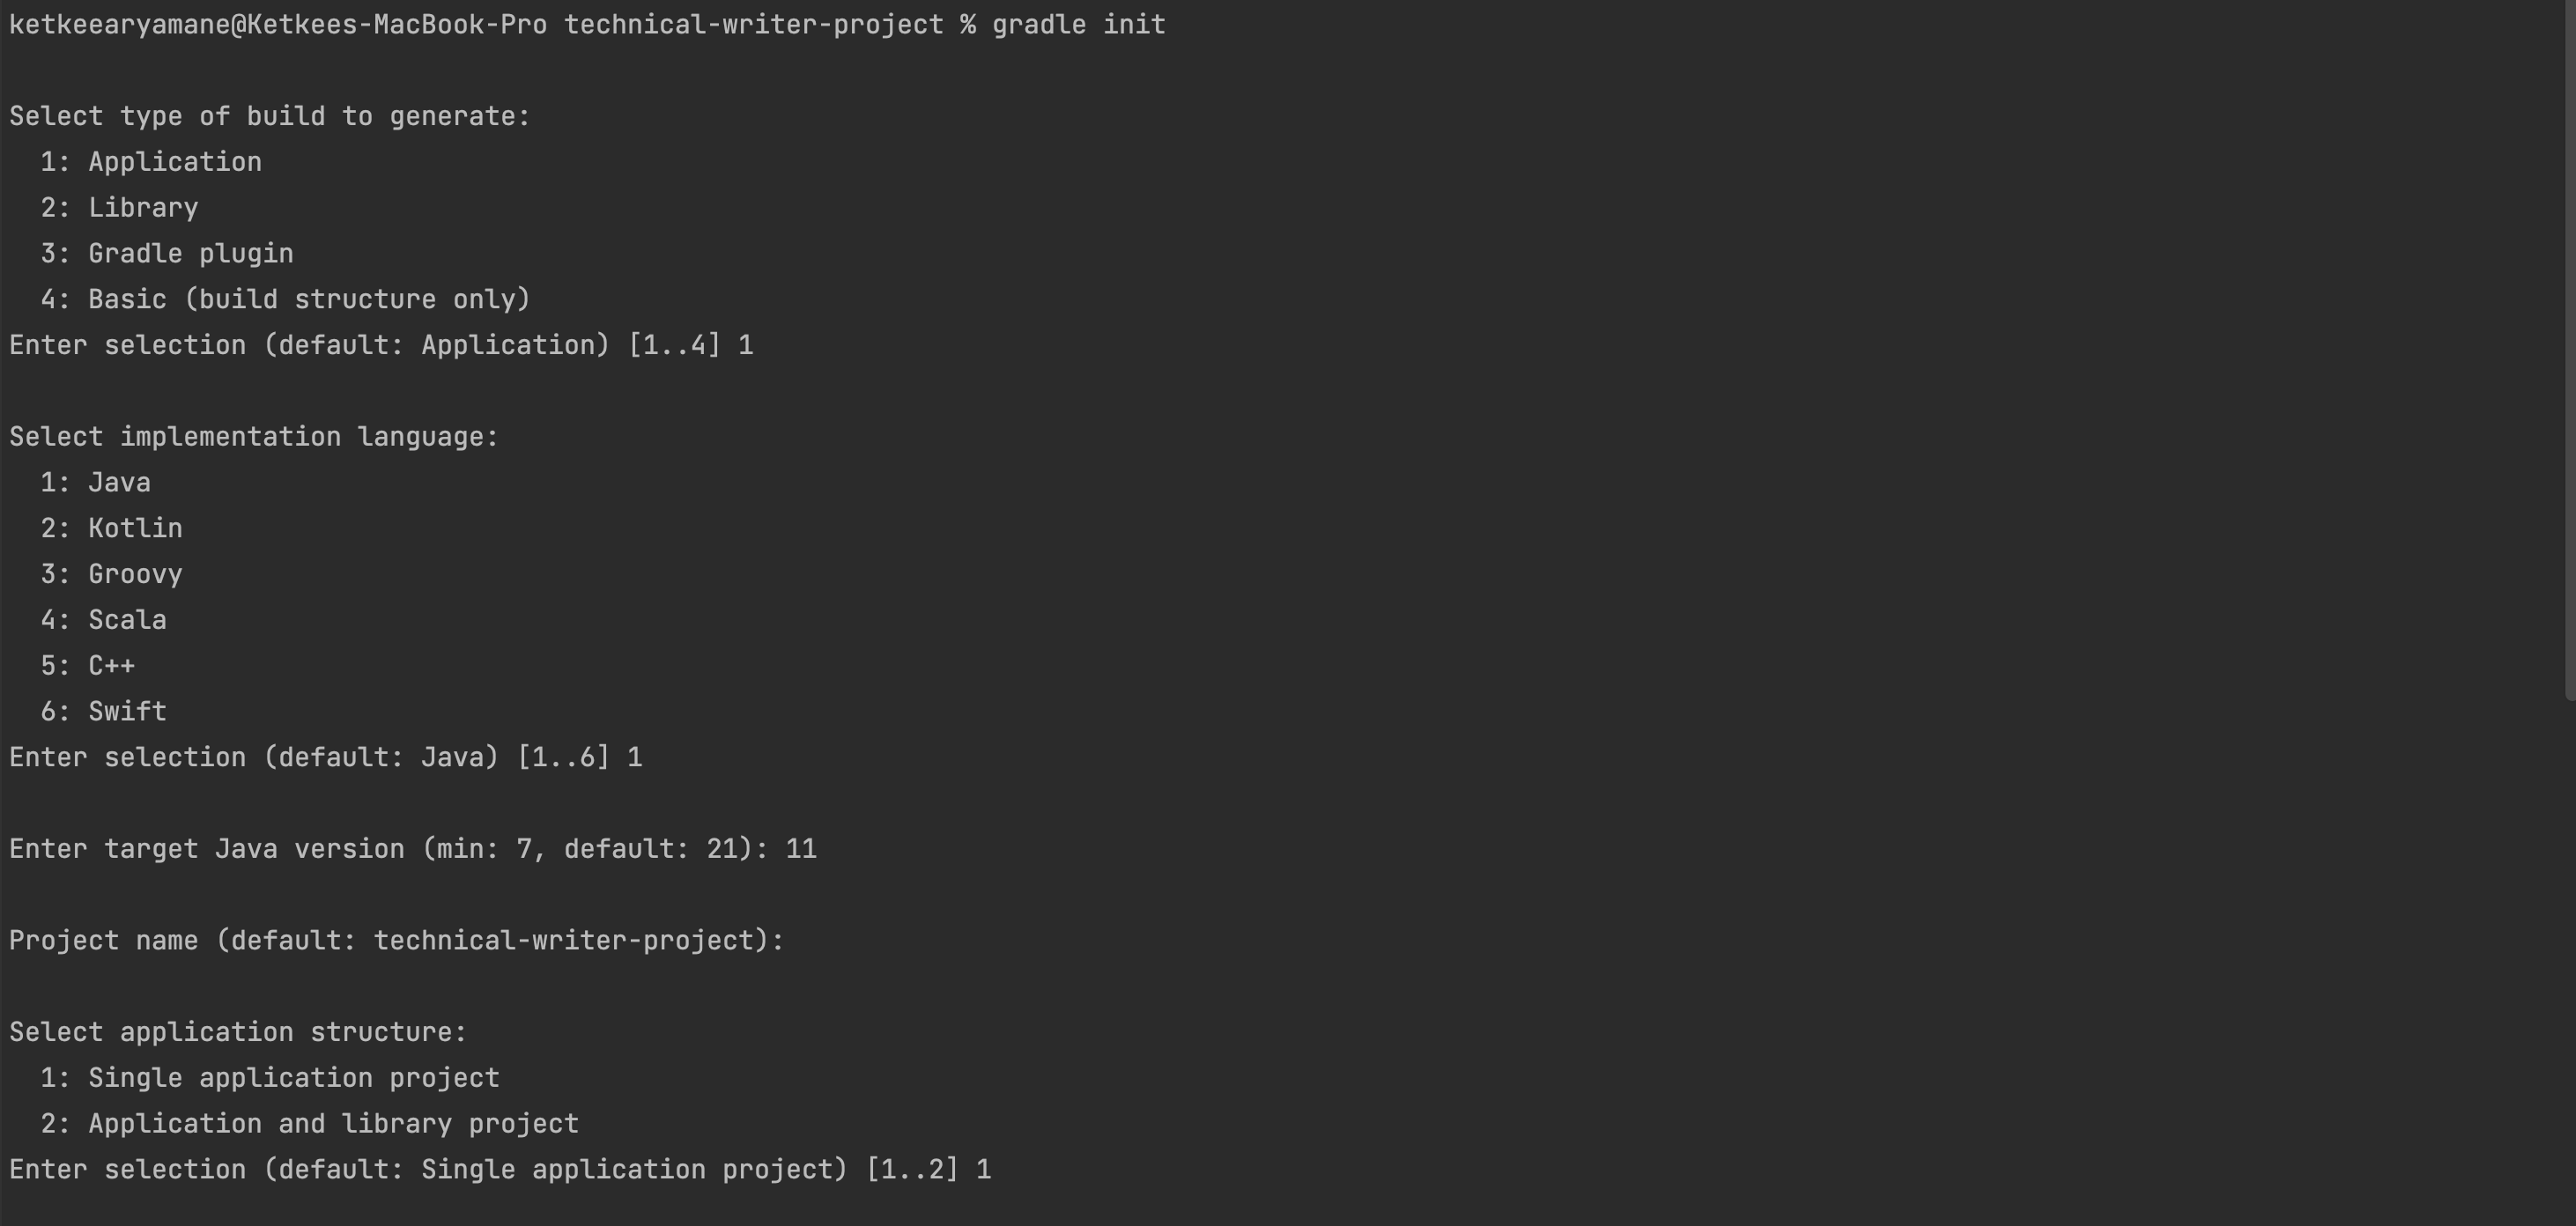 ketkeearyamane@Ketkees-MacBook-Pro technical-writer-project % gradle init
Select type of build to generate:
1: Application
2: Library
3: Gradle plugin
4: Basic (build structure only)
Enter selection (default: Application) [1..4] 1
Select implementation language:
1: Java
2: Kotlin
3: Groovy
4: Scala
5: C++
6: Swift
Enter selection (default: Java) [1..6] 1
Enter target Java version (min: 7, default: 21): 11
Project name (default: technical-writer-project):
Select application structure:
1: Single application project
2: Application and library project
Enter selection (default: Single application project) [1..2] 1